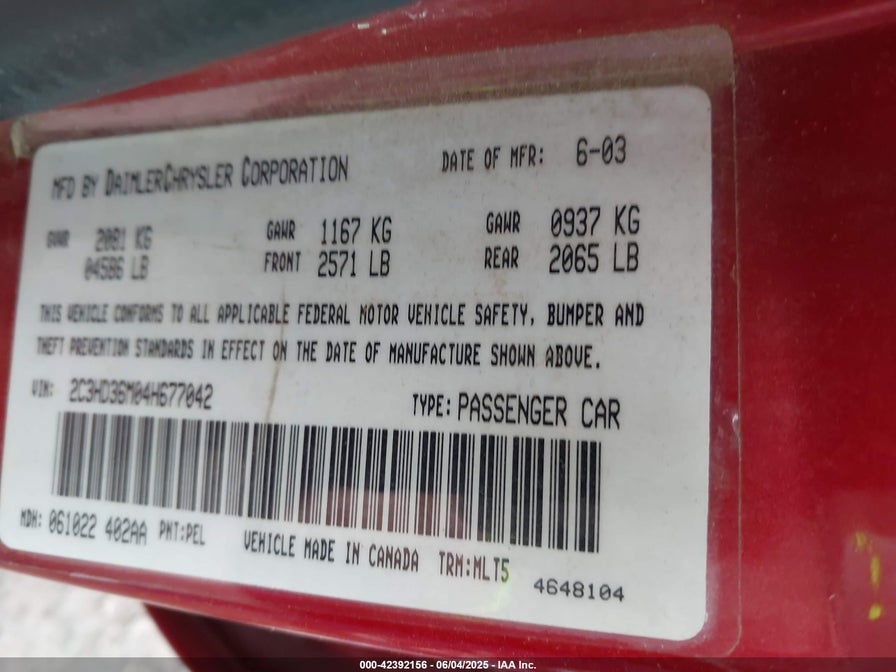 MFD BY DAIMLERCHRYSLER CORPORATION DATE OF MFR: 6-03
GVWR 2081 KG GAWR 1167 KG GAWR 0937 KG
04586 LB FRONT 2571 LB REAR 2065 LB
THIS VEHICLE CONFORMS TO ALL APPLICABLE FEDERAL MOTOR VEHICLE SAFETY, BUMPER AND
THEFT PREVENTION STANDARDS IN EFFECT ON THE DATE OF MANUFACTURE SHOWN ABOVE.
VIN: 2C3HD36M04H677042 TYPE: PASSENGER CAR
MDH: 061022 402AA PNT:PEL VEHICLE MADE IN CANADA TRM:MLT5
4648104
000-42392156 - 06/04/2025 - IAA Inc.